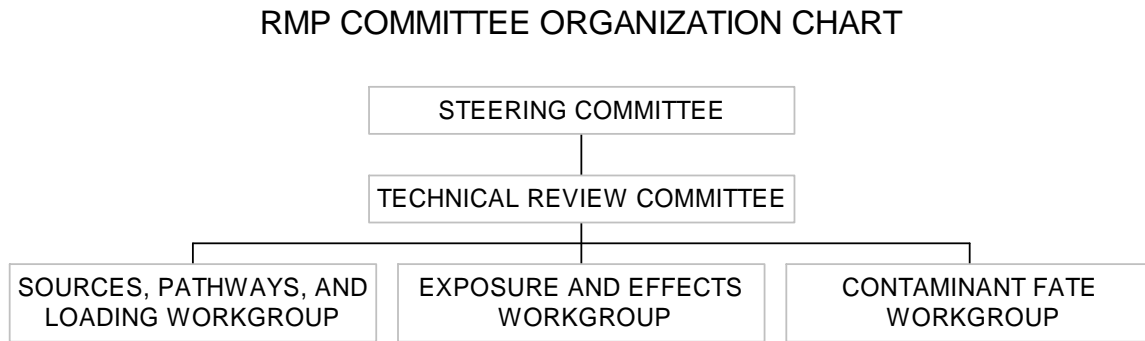 RMP COMMITTEE ORGANIZATION CHART
STEERING COMMITTEE
TECHNICAL REVIEW COMMITTEE
SOURCES, PATHWAYS, AND
LOADING WORKGROUP
EXPOSURE AND EFFECTS
WORKGROUP
CONTAMINANT FATE
WORKGROUP